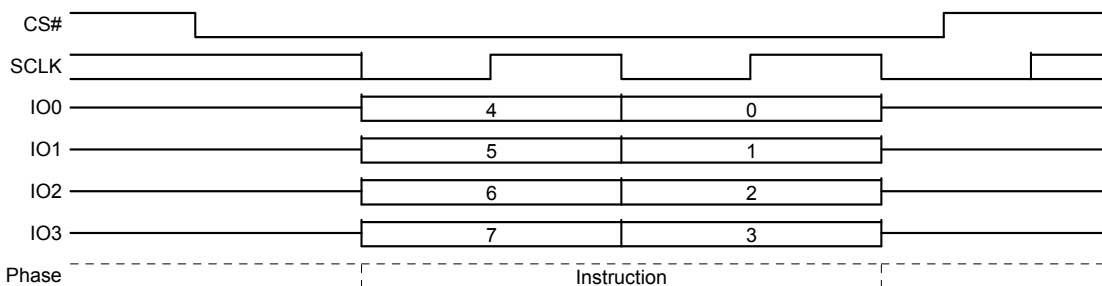 CS#
SCLK
IO0 4 0
IO1 5 1
IO2 6 2
IO3 7 3
Phase Instruction